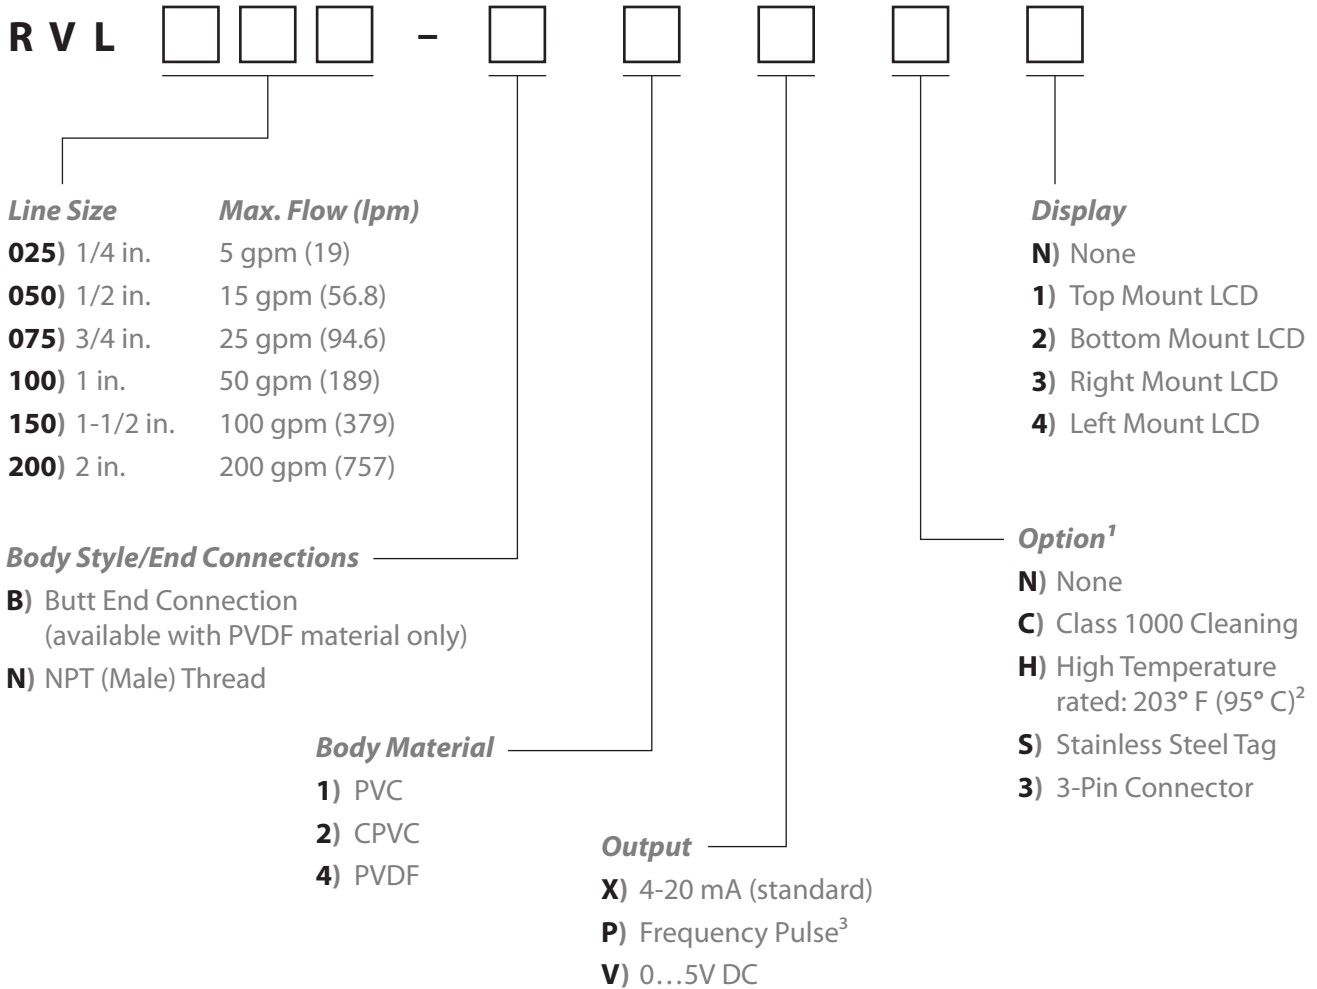 R V L –
Line Size Max. Flow (lpm)
025) 1/4 in. 5 gpm (19)
050) 1/2 in. 15 gpm (56.8)
075) 3/4 in. 25 gpm (94.6)
100) 1 in. 50 gpm (189)
150) 1-1/2 in. 100 gpm (379)
200) 2 in. 200 gpm (757)
Body Style/End Connections
B) Butt End Connection
(available with PVDF material only)
N) NPT (Male) Thread
Body Material
1) PVC
2) CPVC
4) PVDF
Output
X) 4-20 mA (standard)
P) Frequency Pulse³
V) 0…5V DC
Option¹
N) None
C) Class 1000 Cleaning
H) High Temperature
rated: 203° F (95° C)²
S) Stainless Steel Tag
3) 3-Pin Connector
Display
N) None
1) Top Mount LCD
2) Bottom Mount LCD
3) Right Mount LCD
4) Left Mount LCD